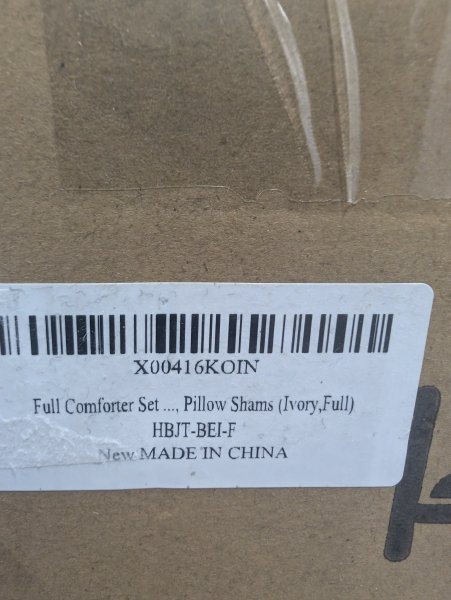 X00416KOIN
Full Comforter Set ..., Pillow Shams (Ivory,Full)
HBJT-BEI-F
New MADE IN CHINA